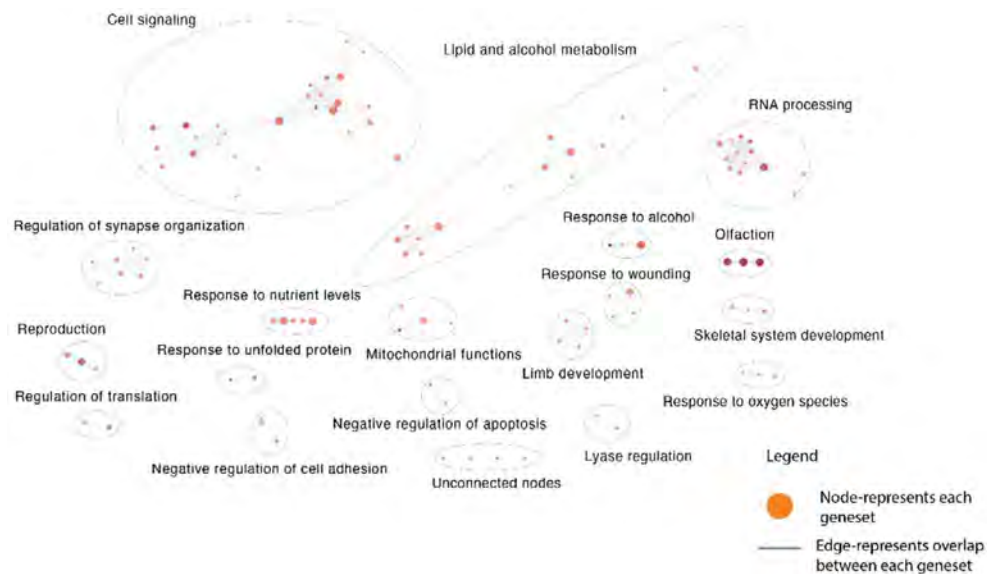 Cell signaling
Lipid and alcohol metabolism
RNA processing
Regulation of synapse organization
Response to alcohol
Olfaction
Response to wounding
Response to nutrient levels
Reproduction
Response to unfolded protein
Mitochondrial functions
Limb development
Skeletal system development
Regulation of translation
Response to oxygen species
Negative regulation of apoptosis
Negative regulation of cell adhesion
Lyase regulation
Unconnected nodes
Legend
Node-represents each
geneset
Edge-represents overlap
between each geneset